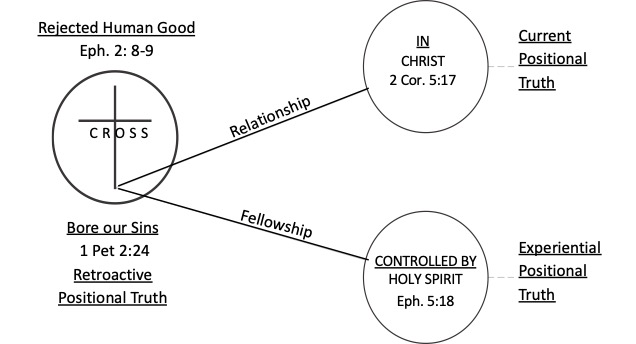 Rejected Human Good
Eph. 2: 8-9
CROSS
Bore our Sins
1 Pet 2:24
Retroactive
Positional Truth
Relationship
Fellowship
IN
CHRIST
2 Cor. 5:17
Current
Positional
Truth
CONTROLLED BY
HOLY SPIRIT
Eph. 5:18
Experiential
Positional
Truth